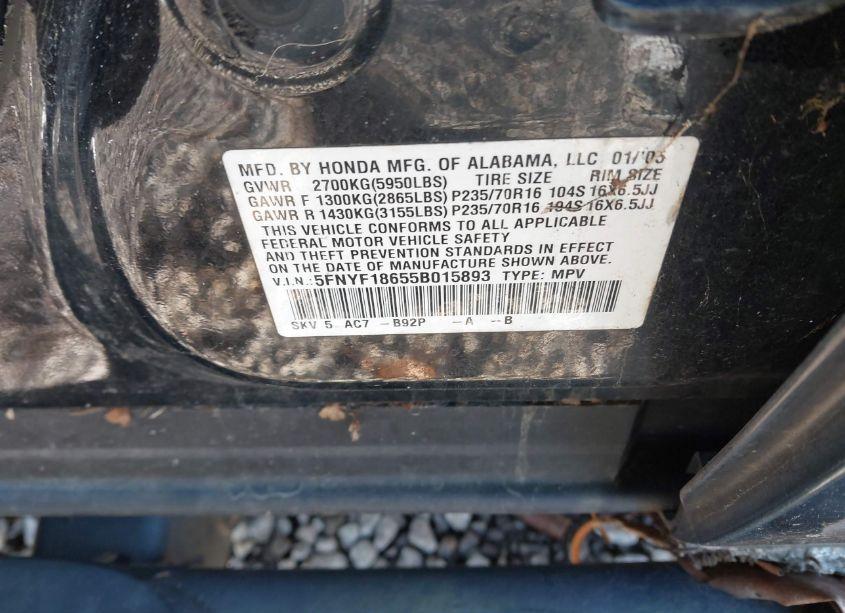 MFD. BY HONDA MFG. OF ALABAMA, LLC 01/'05
GVWR 2700KG(5950LBS) TIRE SIZE RIM SIZE
GAWR F 1300KG(2865LBS) P235/70R16 104S 16X6.5JJ
GAWR R 1430KG(3155LBS) P235/70R16 104S 16X6.5JJ
THIS VEHICLE CONFORMS TO ALL APPLICABLE
FEDERAL MOTOR VEHICLE SAFETY
AND THEFT PREVENTION STANDARDS IN EFFECT
ON THE DATE OF MANUFACTURE SHOWN ABOVE.
V.I.N.: 5FNYF18655B015893 TYPE: MPV
SKV 5 AC7 -B92P -A -B